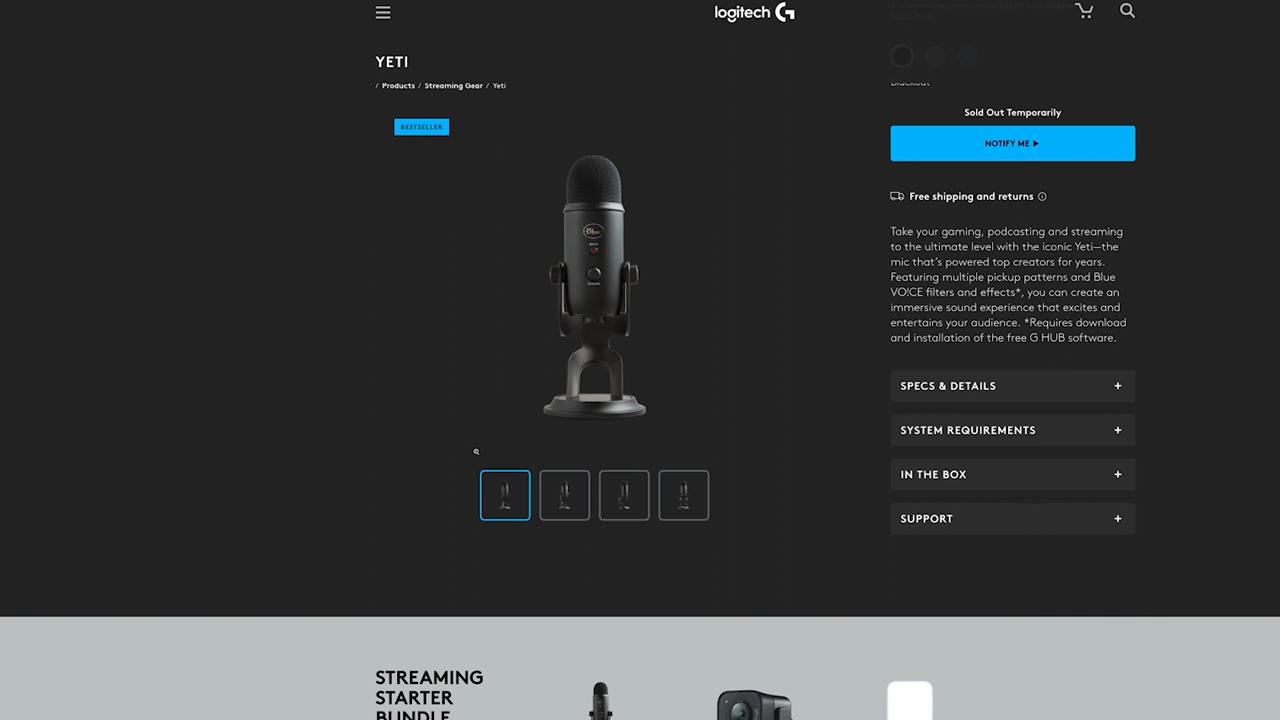 logitech G
YETI
/ Products / Streaming Gear / Yeti
BESTSELLER
Blue
Blackout
Sold Out Temporarily
NOTIFY ME
Free shipping and returns
Take your gaming, podcasting and streaming
to the ultimate level with the iconic Yeti—the
mic that's powered top creators for years.
Featuring multiple pickup patterns and Blue
VO!CE filters and effects*, you can create an
immersive sound experience that excites and
entertains your audience. *Requires download
and installation of the free G HUB software.
SPECS & DETAILS +
SYSTEM REQUIREMENTS +
IN THE BOX +
SUPPORT +
STREAMING
STARTER
BUNDLE